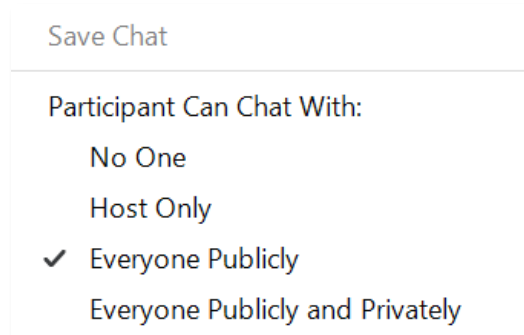 Save Chat
Participant Can Chat With:
No One
Host Only
Everyone Publicly
Everyone Publicly and Privately